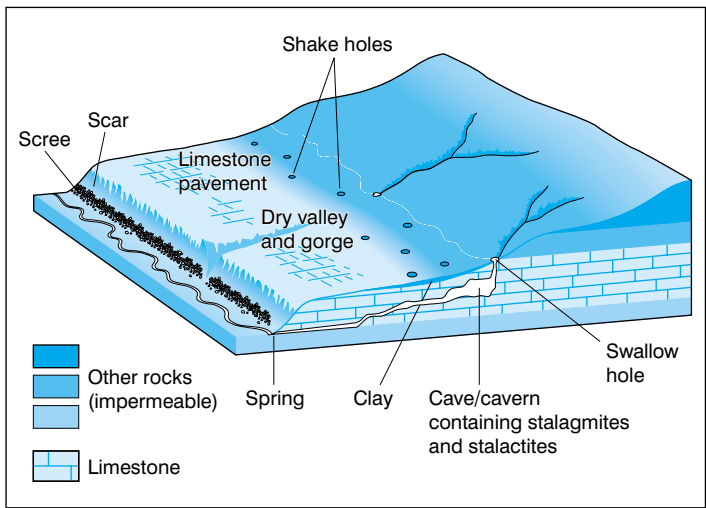 Shake holes
Scar
Scree
Limestone
pavement
Dry valley
and gorge
Swallow
hole
Spring
Clay
Cave/cavern
containing stalagmites
and stalactites
Other rocks
(impermeable)
Limestone